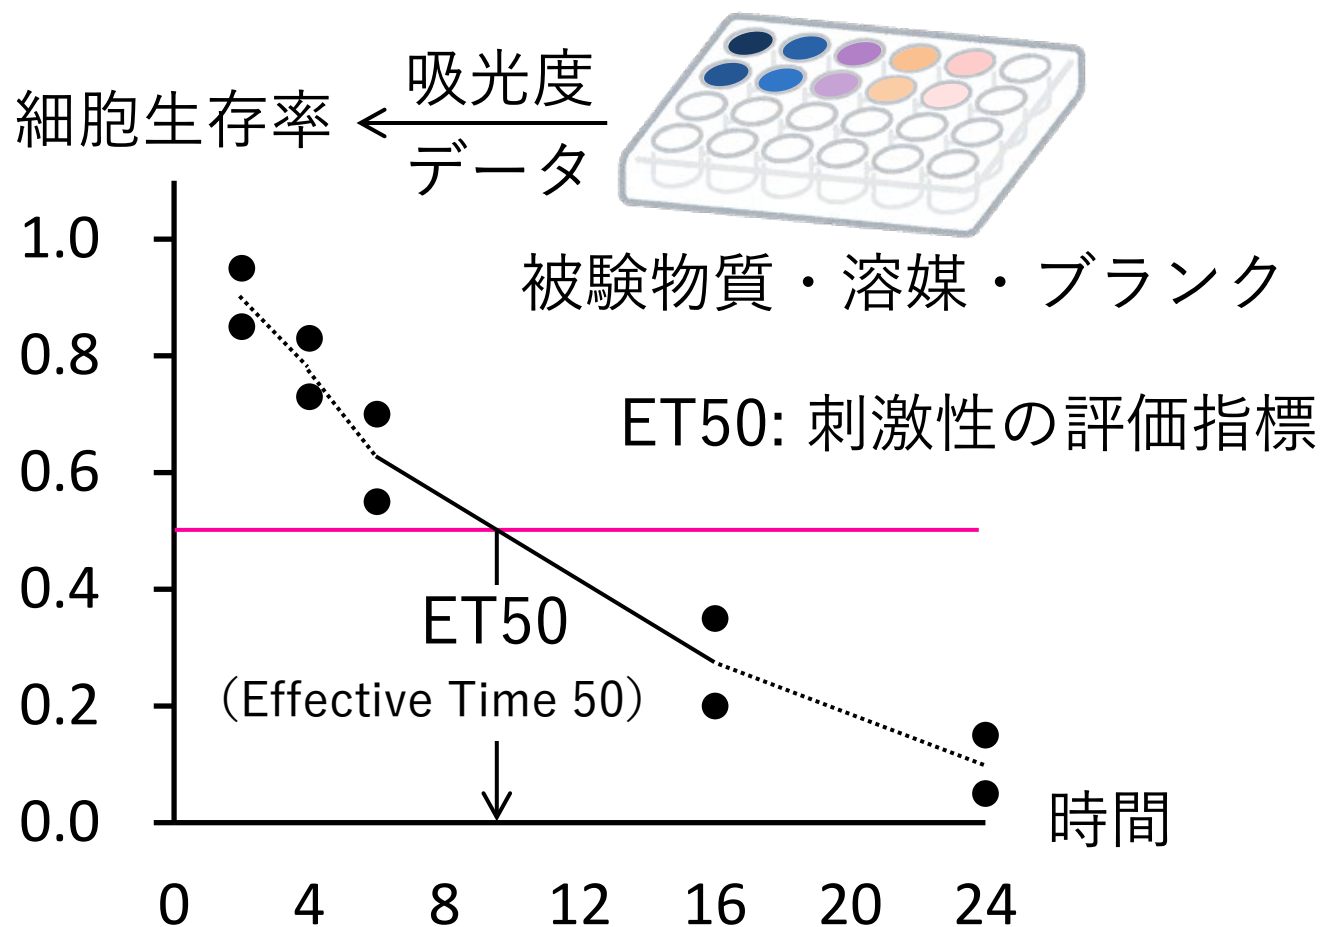 細胞生存率
吸光度
データ
被験物質・溶媒・ブランク
ET50: 刺激性の評価指標
1.0
0.8
0.6
0.4
0.2
0.0
ET50
（Effective Time 50）
時間
0 4 8 12 16 20 24